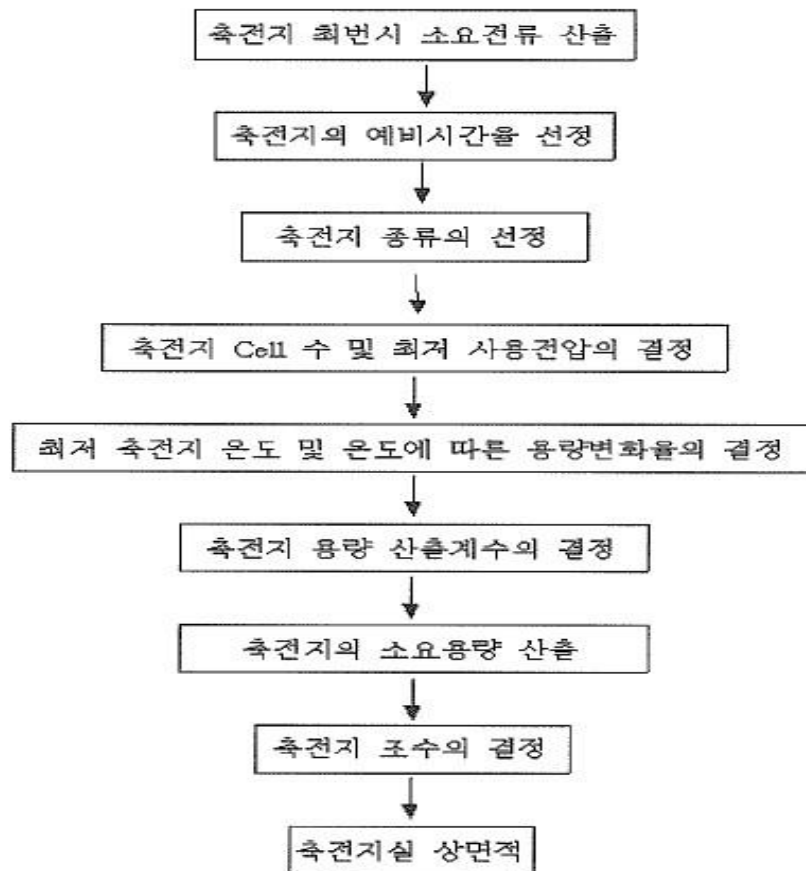 축전지 최번시 소요전류 산출
축전지의 예비시간율 선정
축전지 종류의 선정
축전지 Cell 수 및 최저 사용전압의 결정
최저 축전지 온도 및 온도에 따른 용량변화율의 결정
축전지 용량 산출계수의 결정
축전지의 소요용량 산출
축전지 조수의 결정
축전지실 상면적